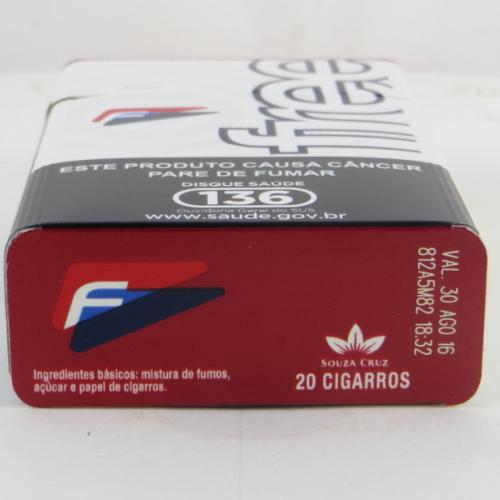 free
F
ESTE PRODUTO CAUSA CÂNCER
PARE DE FUMAR
DISQUE SAÚDE
136
Ouvidoria Geral do SUS
www.saude.gov.br
F
VAL. 30 AGO 16
812A5M82 18:32
SOUZA CRUZ
20 CIGARROS
Ingredientes básicos: mistura de fumos,
açúcar e papel de cigarros.